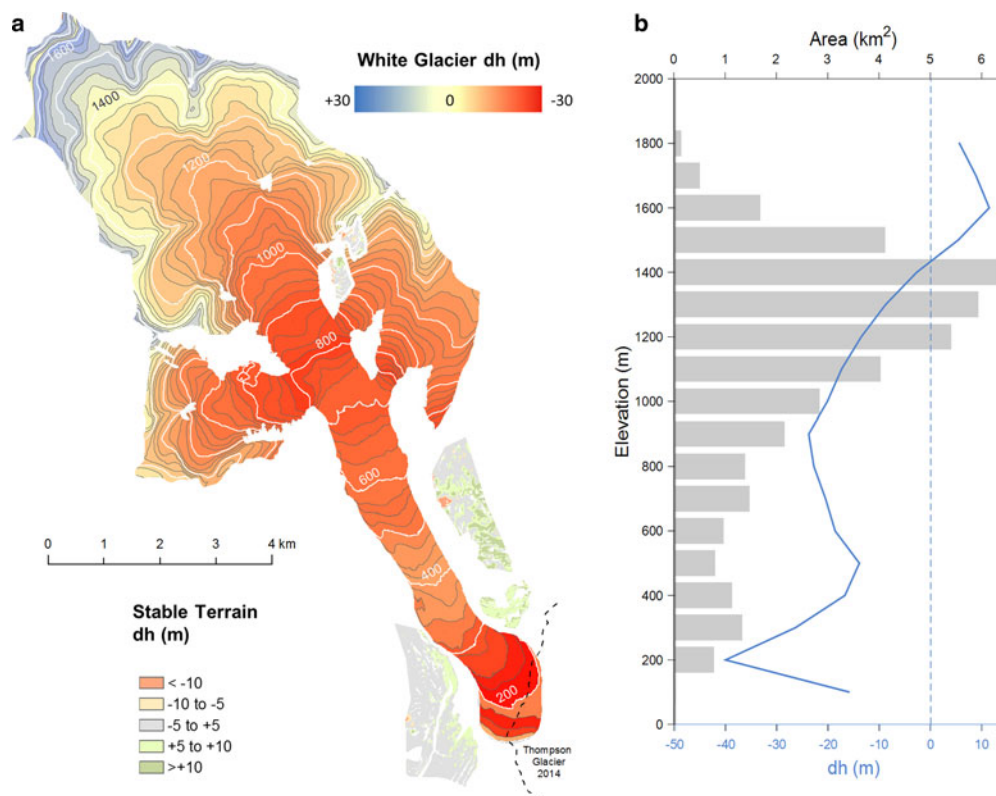 a
White Glacier dh (m)
+30 0 -30
1600
1400
1200
1000
800
600
400
200
0 1 2 3 4 km
Stable Terrain
dh (m)
< -10
-10 to -5
-5 to +5
+5 to +10
>+10
Thompson
Glacier
2014
b
Area (km2)
0 1 2 3 4 5 6
Elevation (m)
2000
1800
1600
1400
1200
1000
800
600
400
200
0
-50 -40 -30 -20 -10 0 10
dh (m)